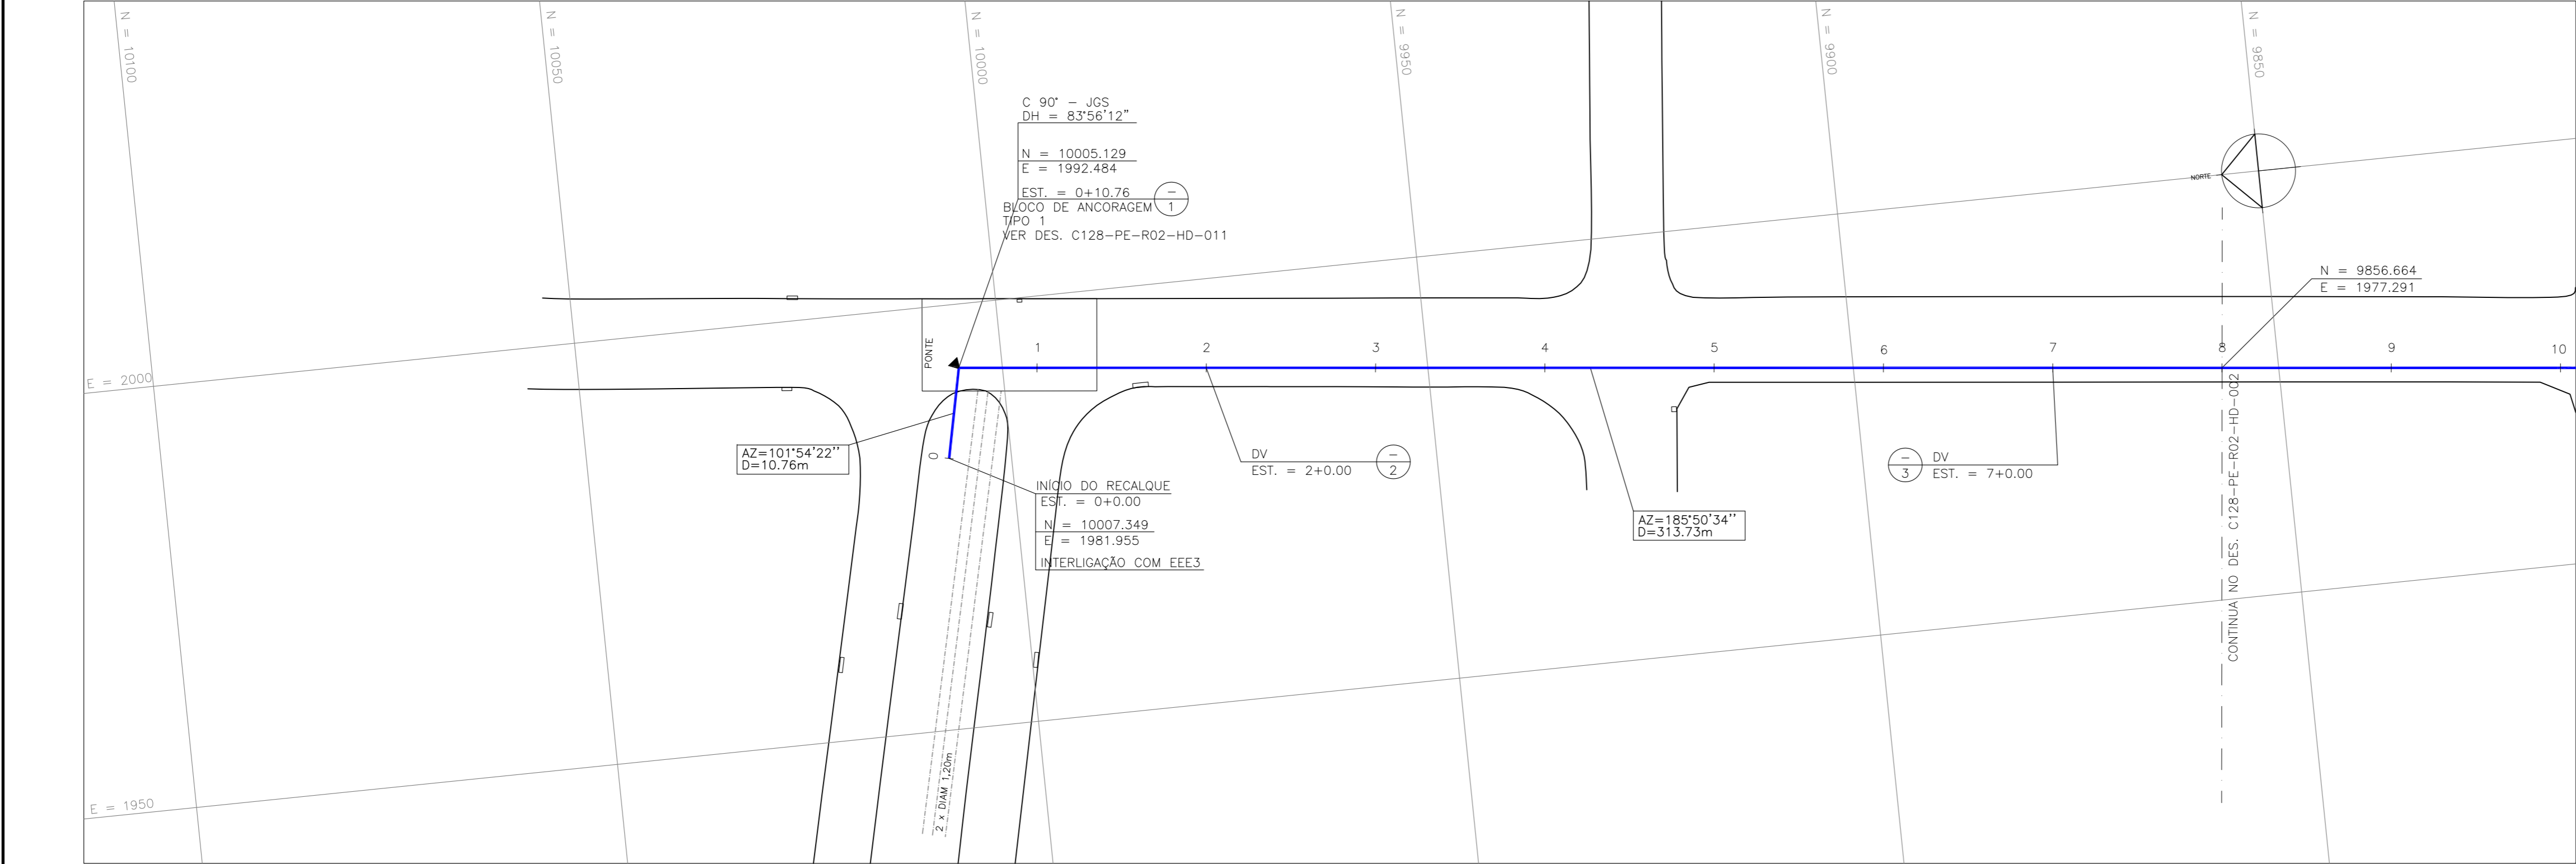 N = 10100
N = 10050
N = 10000
N = 9950
N = 9900
N = 9850
C 90° - JGS
DH = 83°56'12"
N = 10005.129
E = 1992.484
EST. = 0+10.76
-
1
BLOCO DE ANCORAGEM
TIPO 1
VER DES. C128-PE-R02-HD-011
NORTE
N = 9856.664
E = 1977.291
PONTE
1
2
3
4
5
6
7
8
9
10
E = 2000
0
AZ=101°54'22''
D=10.76m
DV
EST. = 2+0.00
-
2
-
3
DV
EST. = 7+0.00
INÍCIO DO RECALQUE
EST. = 0+0.00
N = 10007.349
E = 1981.955
INTERLIGAÇÃO COM EEE3
AZ=185°50'34''
D=313.73m
CONTINUA NO DES. C128-PE-R02-HD-002
2 x DIAM 1,20m
E = 1950